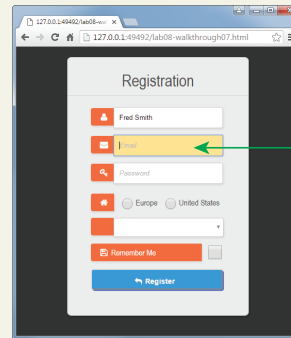 127.0.0.1:49492/lab08-wa
127.0.0.1:49492/lab08-walkthrough07.html
Registration
Fred Smith
Email
Password
Europe United States
Remember Me
Register